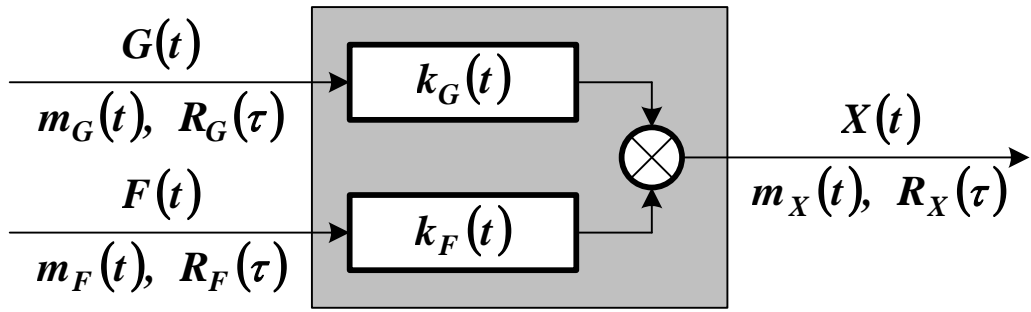 G(t)
k_G(t)
m_G(t), R_G(τ)
X(t)
F(t)
m_X(t), R_X(τ)
k_F(t)
m_F(t), R_F(τ)